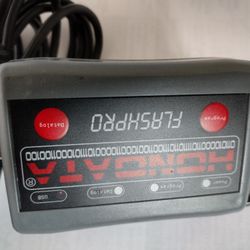 Power Program Datalog USB
HONDATA®
FLASHPRO
Program Datalog